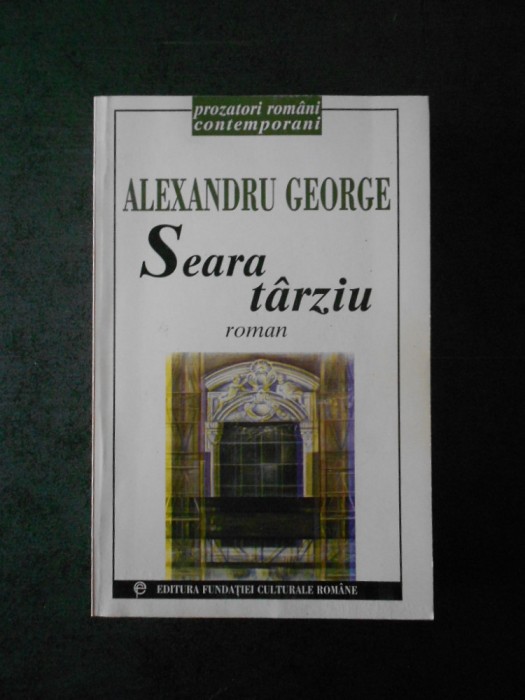 prozatori români
contemporani
ALEXANDRU GEORGE
Seara
târziu
roman
EDITURA FUNDAȚIEI CULTURALE ROMÂNE